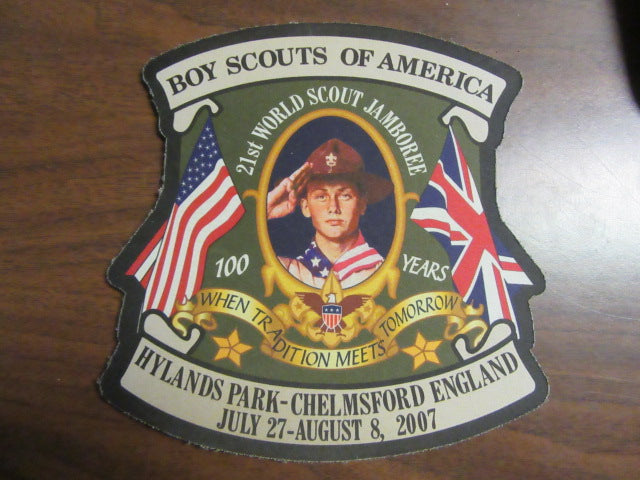 BOY SCOUTS OF AMERICA
21st WORLD SCOUT JAMBOREE
100 YEARS
WHEN TRADITION MEETS TOMORROW
HYLANDS PARK-CHELMSFORD ENGLAND
JULY 27-AUGUST 8, 2007